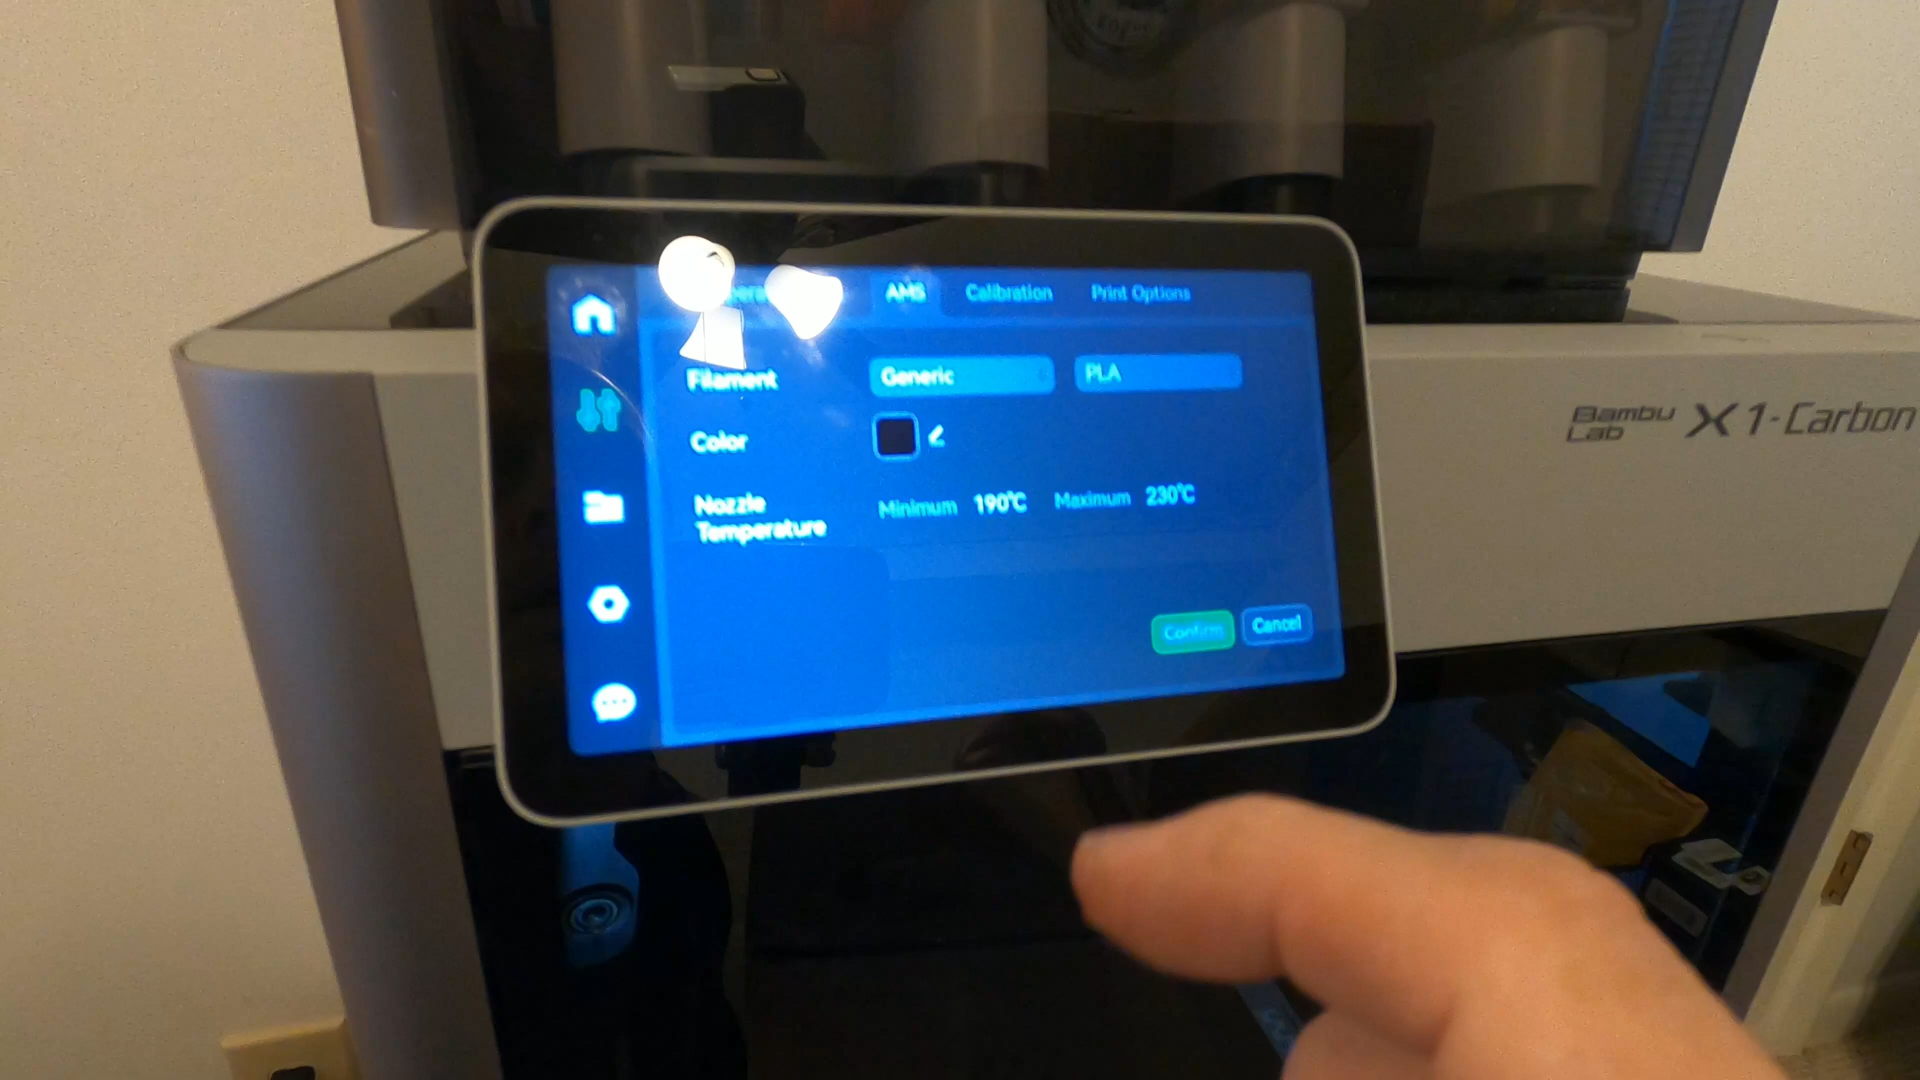 AMS Calibration Print Options
Filament Generic PLA
Color
Nozzle Minimum 190℃ Maximum 230℃
Temperature
Confirm Cancel
Bambu
Lab X1-Carbon